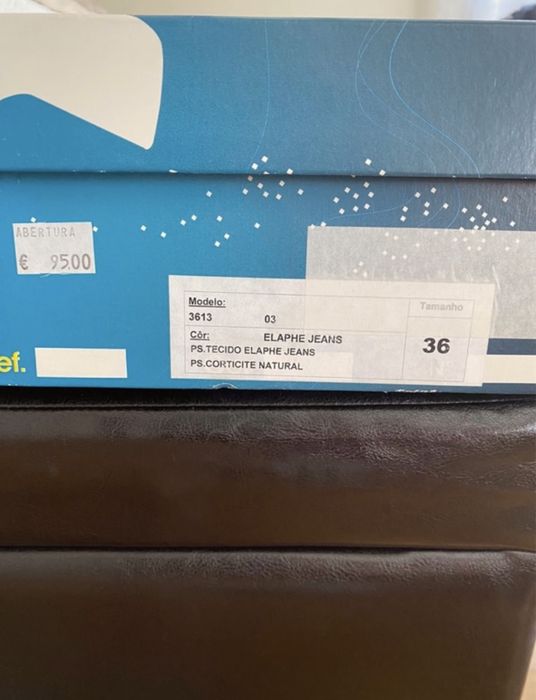 ABERTURA
€ 95.00
Modelo:
3613 03
Tamanho
Côr: ELAPHE JEANS
PS.TECIDO ELAPHE JEANS
36
PS.CORTICITE NATURAL
ef.